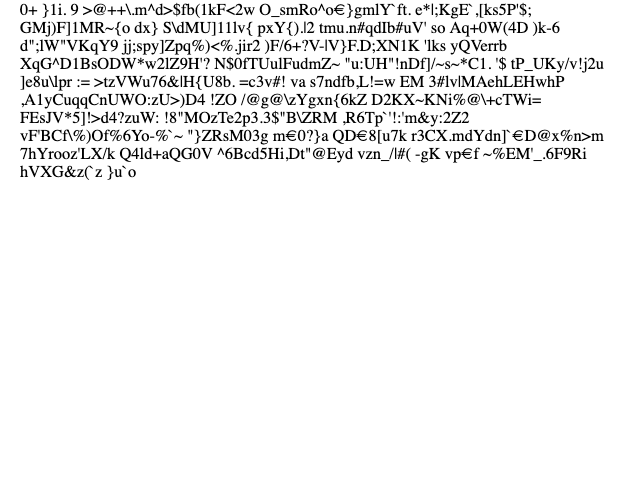 0+ }1i. 9 >@++\.m^d>$fb(1kF<2w O_smRo^o€}gmlY` ft. e*l;KgE` ,[ks5P'$;
GMj)F]1MR~{o dx} S\dMU]11lv{ pxY{).l2 tmu.n#qdIb#uV' so Aq+0W(4D )k-6
d";lW"VKqY9 jj;spy]Zpq%)<%.jir2 )F/6+?V-lV}F.D;XN1K 'lks yQVerrb
XqG^D1BsODW*w2lZ9H'? N$0fTUulFudmZ~ "u:UH"!nDf]/~s~*C1. '$ tP_UKy/v!j2u
]e8u\lpr := >tzVWu76&lH{U8b. =c3v#! va s7ndfb,L!=w EM 3#lvlMAehLEHwhP
,A1yCuqqCnUWO:zU>)D4 !ZO /@g@\zYgxn{6kZ D2KX~KNi%@\+cTWi=
FEsJV*5]!>d4?zuW: !8"MOzTe2p3.3$"B\ZRM ,R6Tp`'!:'m&y:2Z2
vF'BCf\%)Of%6Yo-%`~ "}ZRsM03g m€0?}a QD€8[u7k r3CX.mdYdn]`€D@x%n>m
7hYrooz'LX/k Q4ld+aQG0V ^6Bcd5Hi,Dt"@Eyd vzn_/l#( -gK vp€f ~%EM'_.6F9Ri
hVXG&z(`z }u`o